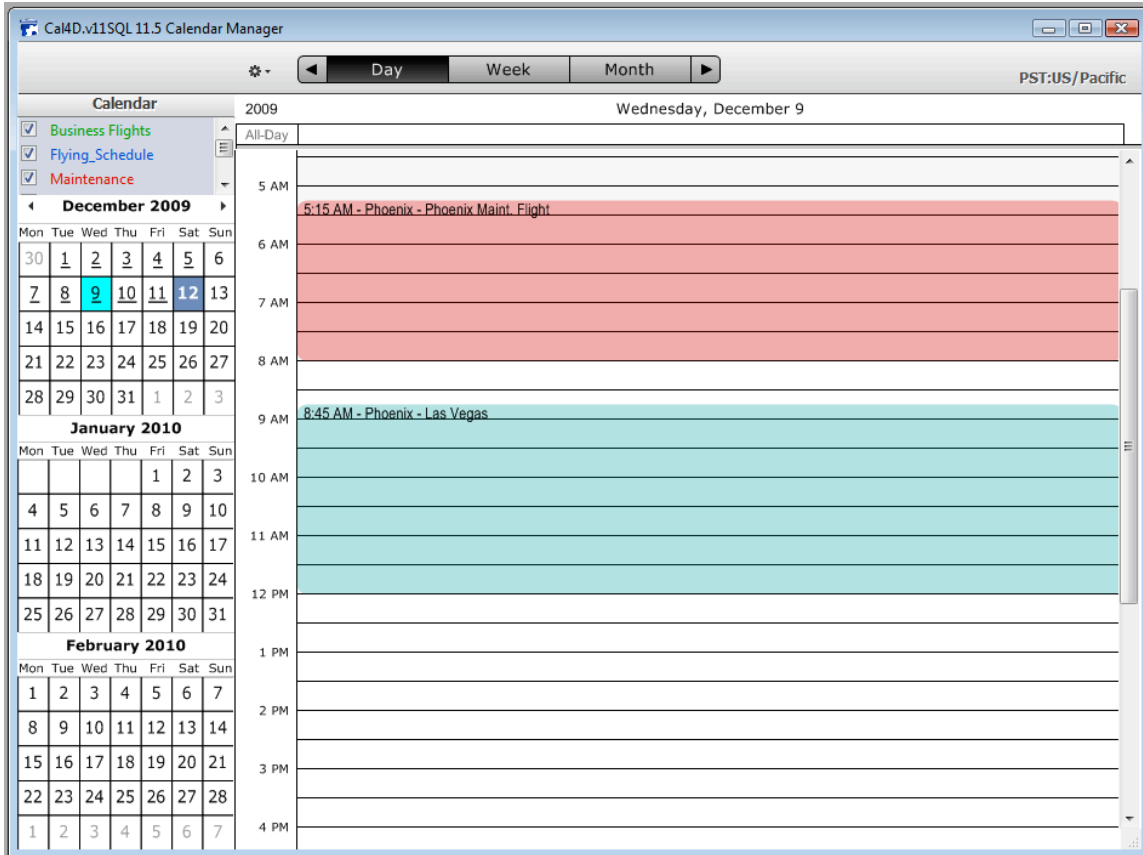 Cal4D.v11SQL 11.5 Calendar Manager
Day Week Month
PST:US/Pacific
Calendar
Business Flights
Flying_Schedule
Maintenance
December 2009
Mon Tue Wed Thu Fri Sat Sun
30 1 2 3 4 5 6
7 8 9 10 11 12 13
14 15 16 17 18 19 20
21 22 23 24 25 26 27
28 29 30 31 1 2 3
January 2010
Mon Tue Wed Thu Fri Sat Sun
1 2 3
4 5 6 7 8 9 10
11 12 13 14 15 16 17
18 19 20 21 22 23 24
25 26 27 28 29 30 31
February 2010
Mon Tue Wed Thu Fri Sat Sun
1 2 3 4 5 6 7
8 9 10 11 12 13 14
15 16 17 18 19 20 21
22 23 24 25 26 27 28
1 2 3 4 5 6 7
2009 Wednesday, December 9
All-Day
5 AM
5:15 AM - Phoenix - Phoenix Maint. Flight
6 AM
7 AM
8 AM
8:45 AM - Phoenix - Las Vegas
9 AM
10 AM
11 AM
12 PM
1 PM
2 PM
3 PM
4 PM